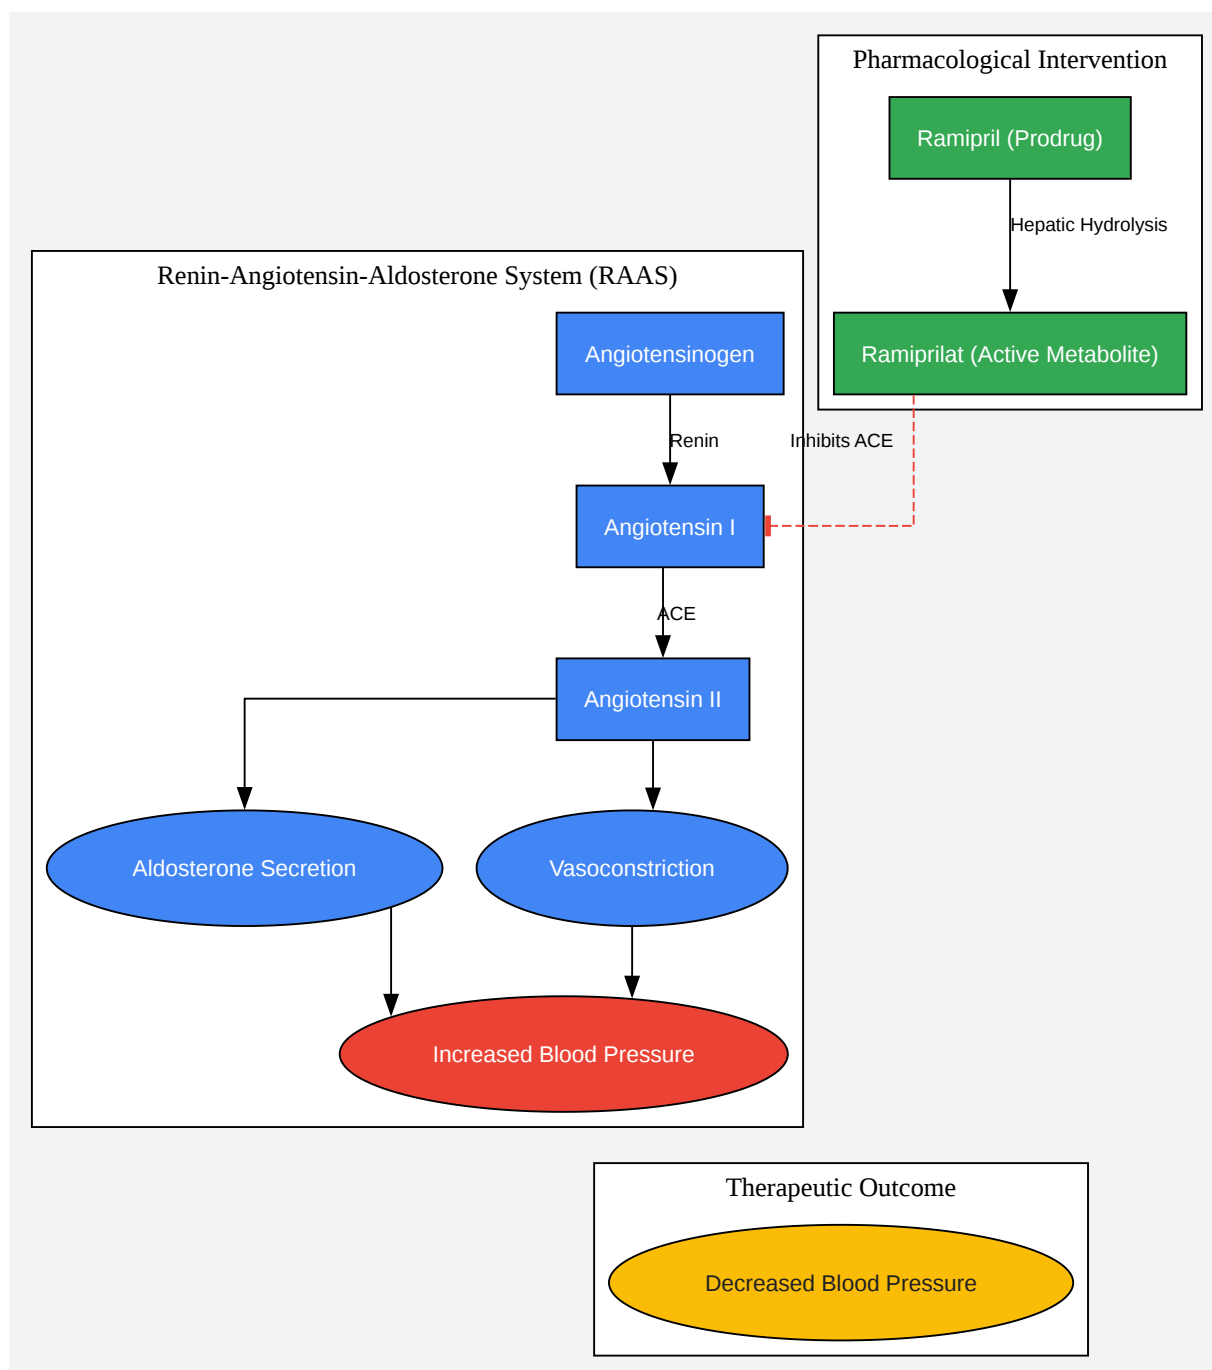 Pharmacological Intervention
Ramipril (Prodrug)
Hepatic Hydrolysis
Ramiprilat (Active Metabolite)
Inhibits ACE
Renin-Angiotensin-Aldosterone System (RAAS)
Angiotensinogen
Renin
Angiotensin I
ACE
Angiotensin II
Aldosterone Secretion
Vasoconstriction
Increased Blood Pressure
Therapeutic Outcome
Decreased Blood Pressure